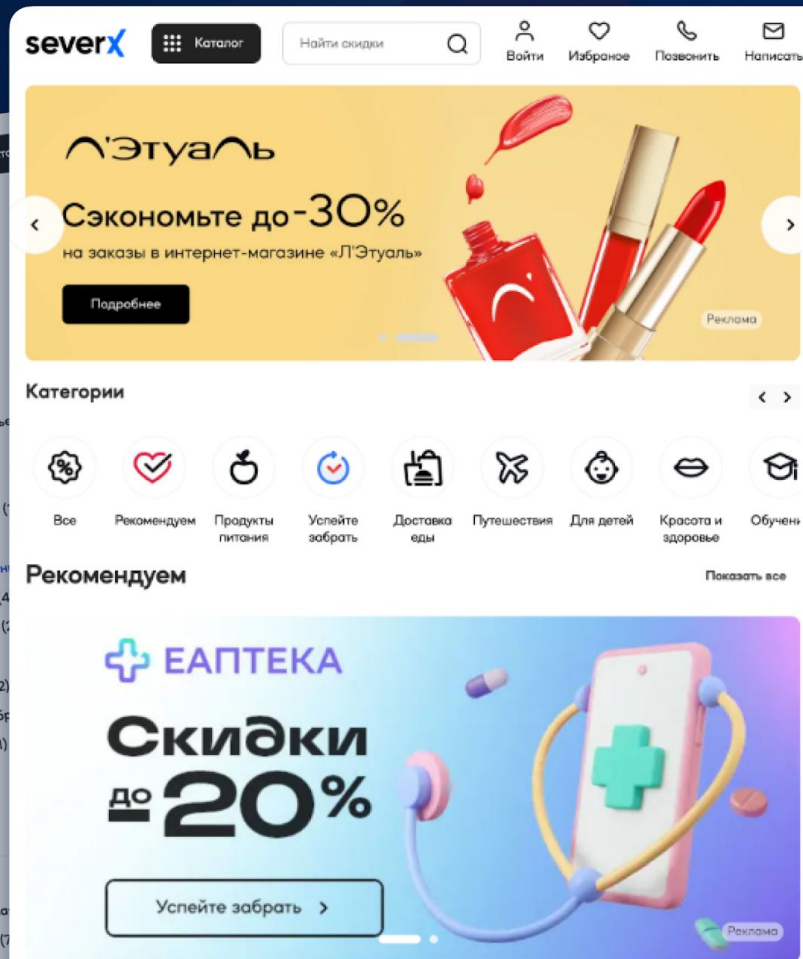 severx
Каталог
Найти скидки
Войти
Избраное
Позвонить
Написать
Л'Этуаль
Сэкономьте до -30%
на заказы в интернет-магазине «Л'Этуаль»
Подробнее
Реклама
Категории
%
Все
Рекомендуем
Продукты
питания
Успейте
забрать
Доставка
еды
Путешествия
Для детей
Красота и
здоровье
Обучени
Рекомендуем
Показать все
ЕАПТЕКА
Скидки
до 20%
Успейте забрать
Реклама